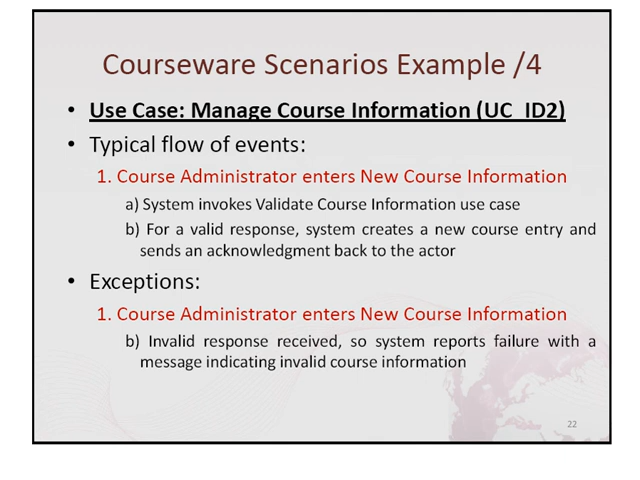 Courseware Scenarios Example /4
• Use Case: Manage Course Information (UC_ID2)
• Typical flow of events:
1. Course Administrator enters New Course Information
a) System invokes Validate Course Information use case
b) For a valid response, system creates a new course entry and
sends an acknowledgment back to the actor
• Exceptions:
1. Course Administrator enters New Course Information
b) Invalid response received, so system reports failure with a
message indicating invalid course information
22